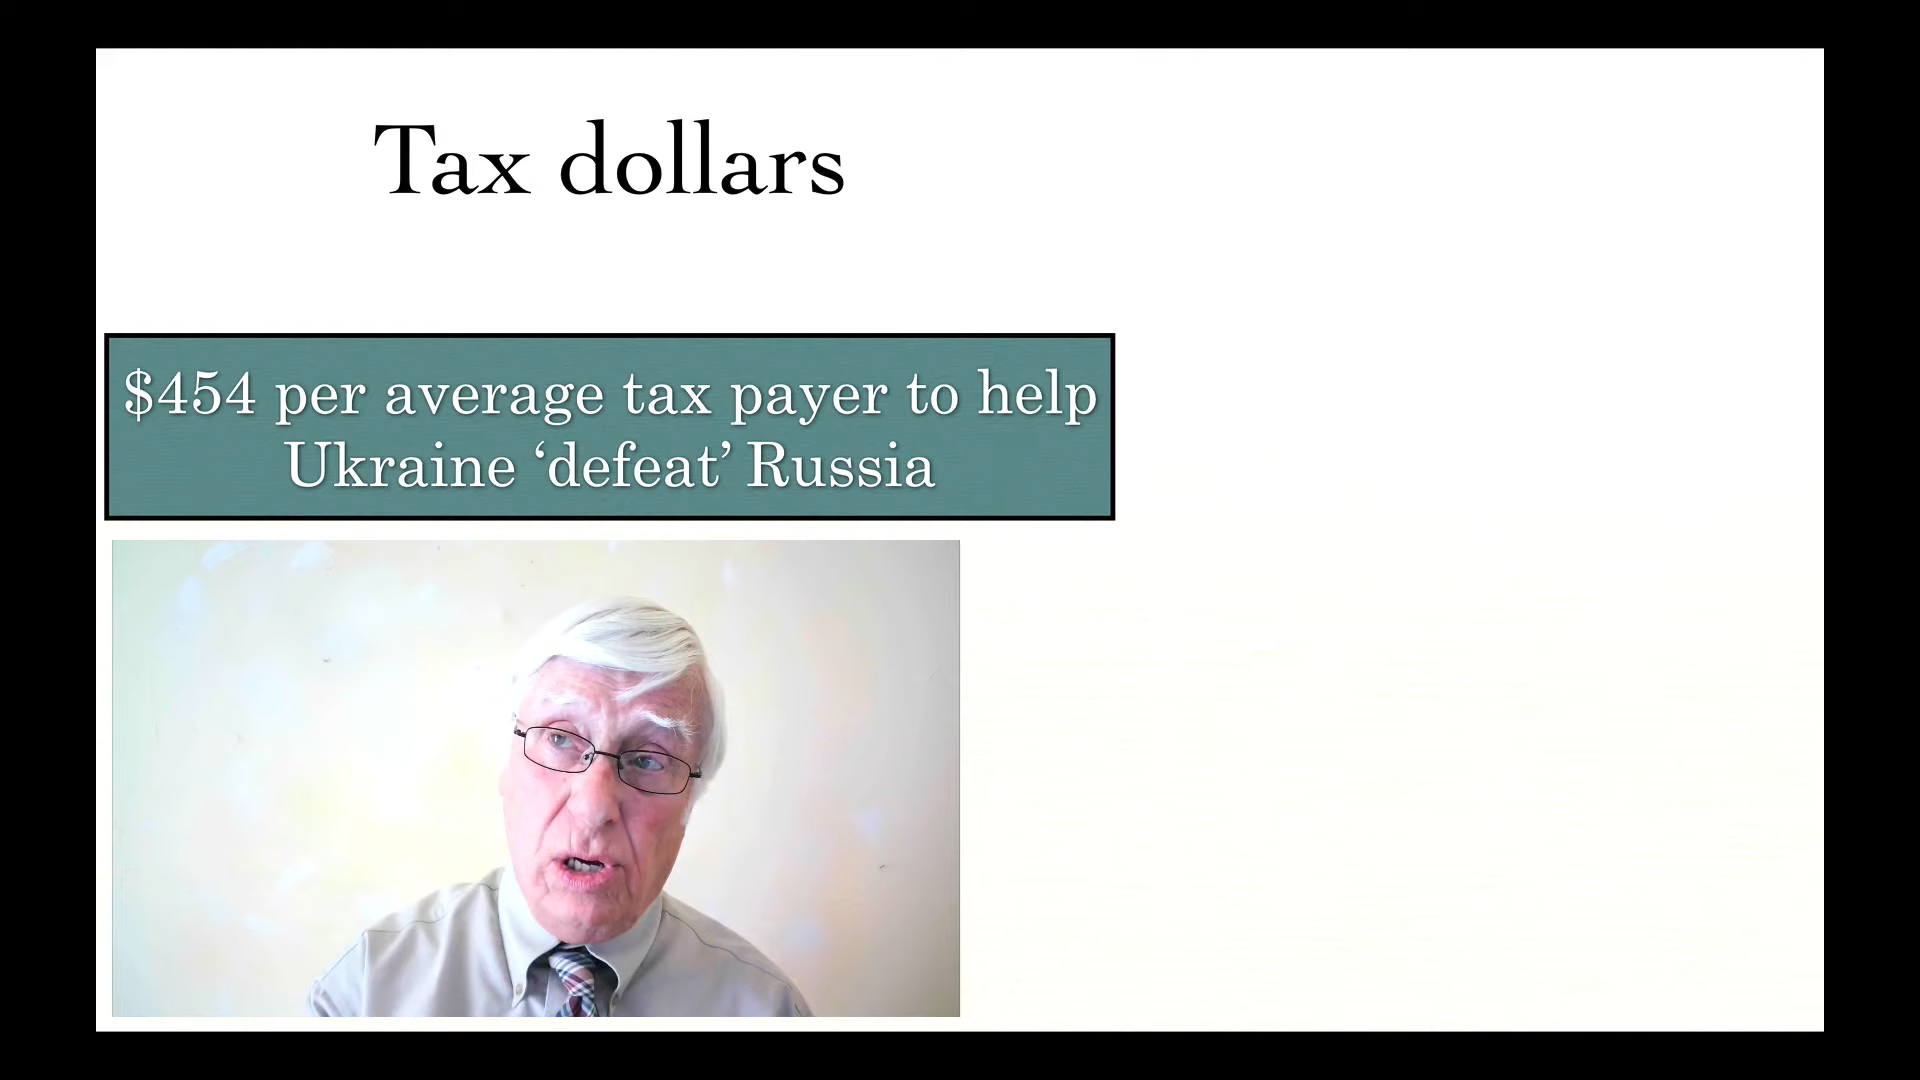 Tax dollars
$454 per average tax payer to help
Ukraine ‘defeat’ Russia